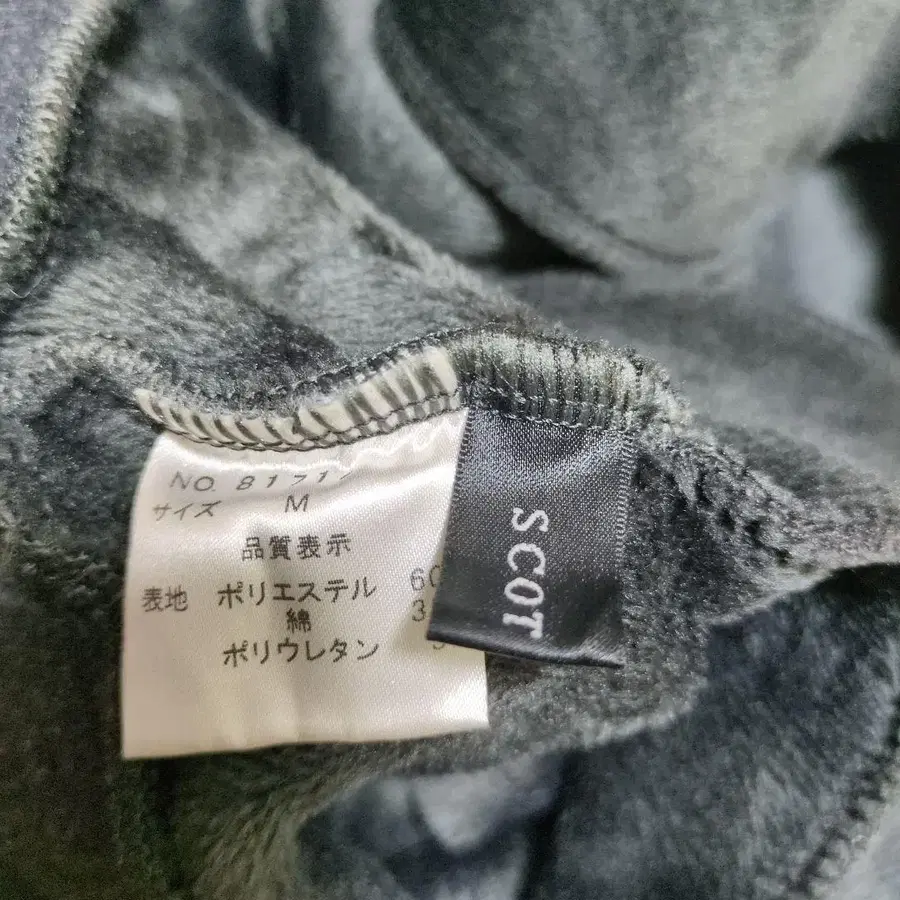 NO. 81717
サイズ M
品質表示
表地 ポリエステル 60
綿 3
ポリウレタン
SCOT